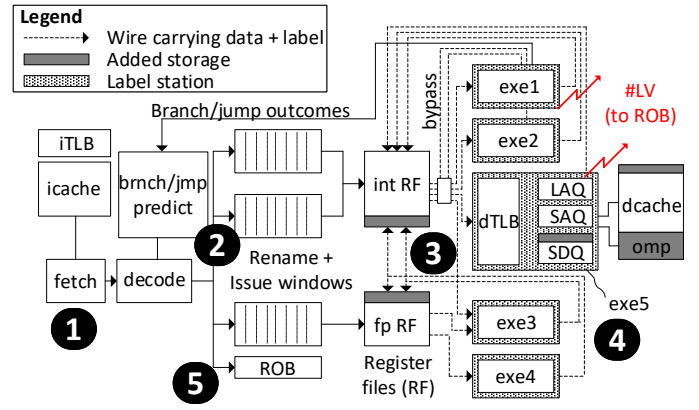 Legend
Wire carrying data + label
Added storage
Label station
Branch/jump outcomes
iTLB
icache
brnch/jmp
predict
fetch
decode
1
2
Rename +
Issue windows
5
ROB
int RF
bypass
3
fp RF
Register
files (RF)
exe1
exe2
#LV
(to ROB)
dTLB
LAQ
SAQ
SDQ
dcache
omp
exe3
exe4
exe5
4